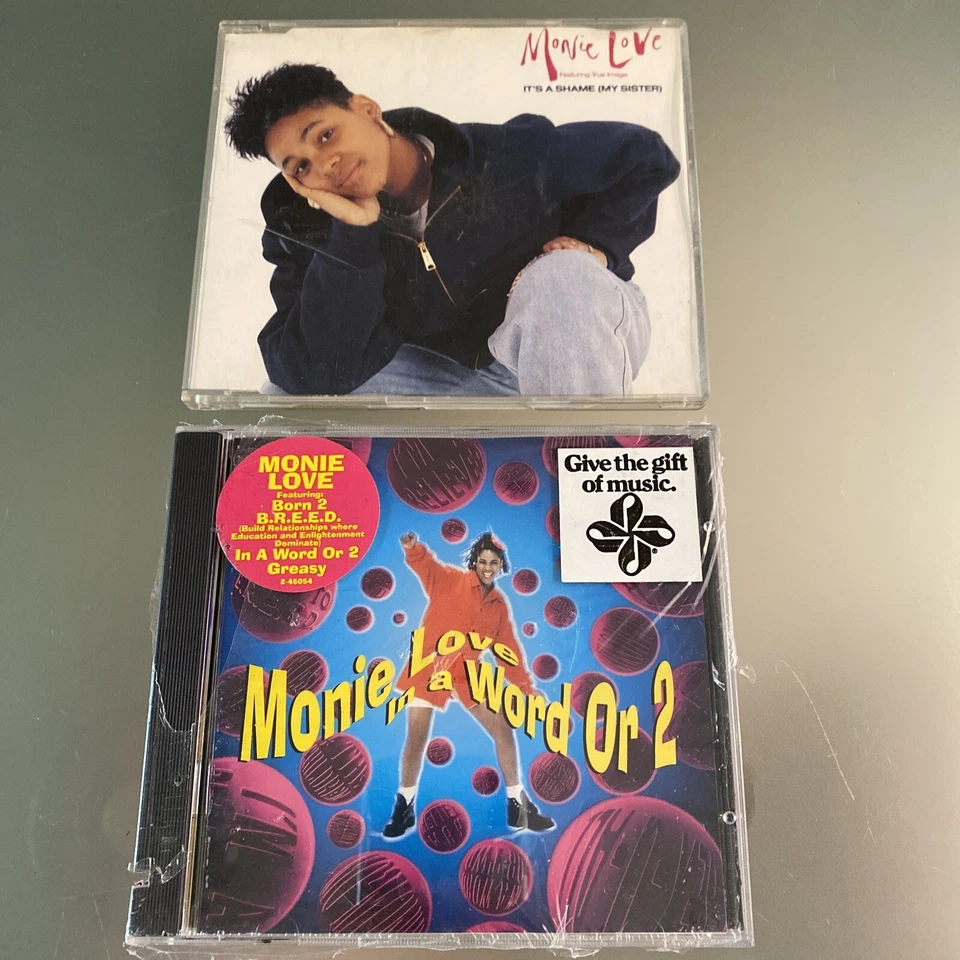 Monie Love
Featuring True Image
IT'S A SHAME (MY SISTER)
MONIE
LOVE
Featuring:
Born 2
B.R.E.E.D.
(Build Relationships where
Education and Enlightenment
Dominate)
In A Word Or 2
Greasy
2-45054
Give the gift
of music.
®
Monie Love
in a Word Or 2